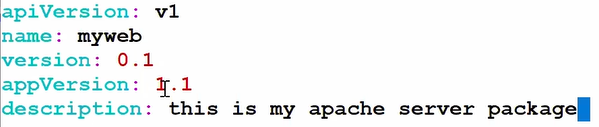 apiVersion: v1
name: myweb
version: 0.1
appVersion: 1.1
description: this is my apache server package